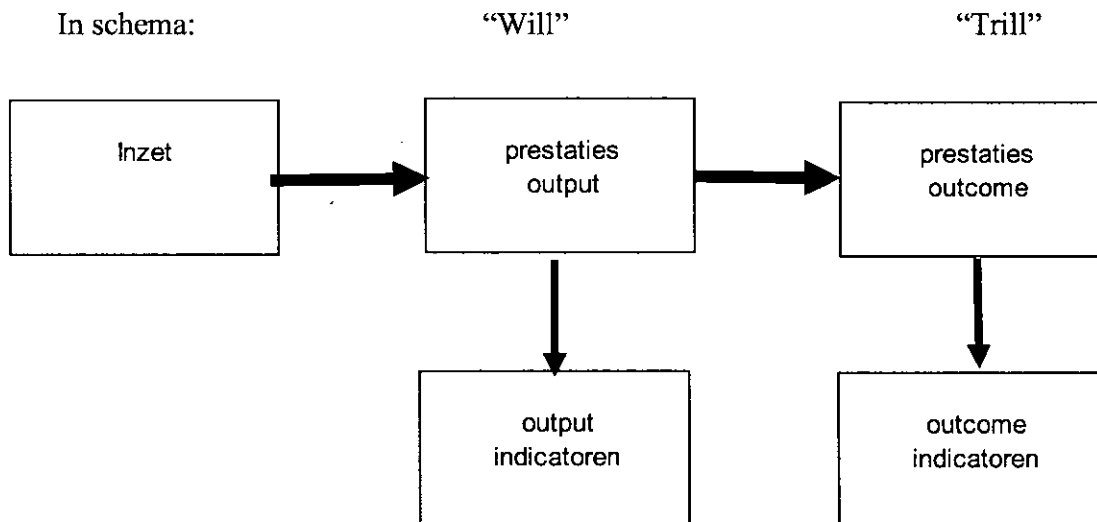 In schema: “Will” “Trill”
Inzet
prestaties
output
prestaties
outcome
output
indicatoren
outcome
indicatoren